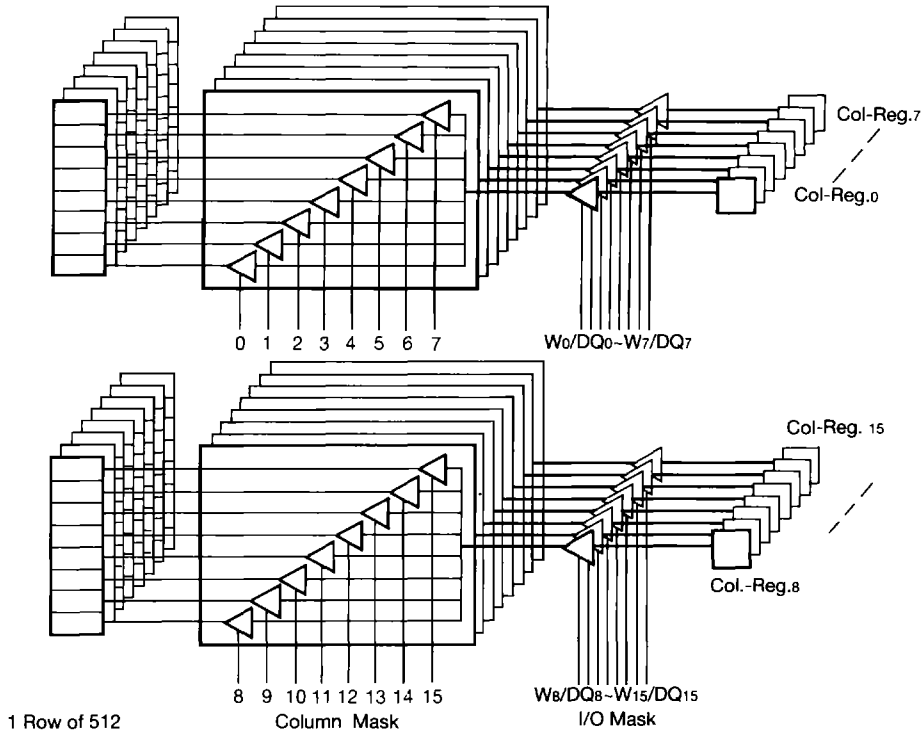 Col-Reg.7
Col-Reg.0
0 1 2 3 4 5 6 7
W0/DQ0~W7/DQ7
Col-Reg. 15
Col.-Reg.8
8 9 10 11 12 13 14 15
W8/DQ8~W15/DQ15
1 Row of 512
Column Mask
I/O Mask